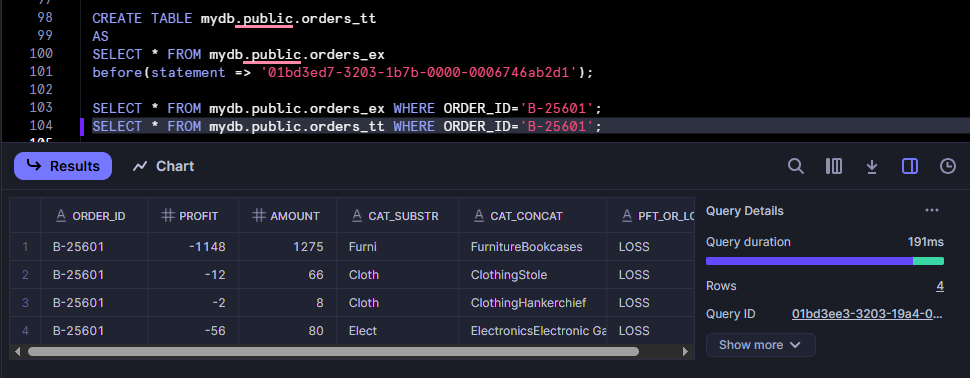 98 CREATE TABLE mydb.public.orders_tt
99 AS
100 SELECT * FROM mydb.public.orders_ex
101 before(statement => '01bd3ed7-3203-1b7b-0000-0006746ab2d1');
102
103 SELECT * FROM mydb.public.orders_ex WHERE ORDER_ID='B-25601';
104 SELECT * FROM mydb.public.orders_tt WHERE ORDER_ID='B-25601';
Results Chart
A ORDER_ID # PROFIT # AMOUNT A CAT_SUBSTR A CAT_CONCAT A PFT_OR_LO
1 B-25601 -1148 1275 Furni FurnitureBookcases LOSS
2 B-25601 -12 66 Cloth ClothingStole LOSS
3 B-25601 -2 8 Cloth ClothingHankerchief LOSS
4 B-25601 -56 80 Elect ElectronicsElectronic Ga LOSS
Query Details ...
Query duration 191ms
Rows 4
Query ID 01bd3ee3-3203-19a4-0...
Show more